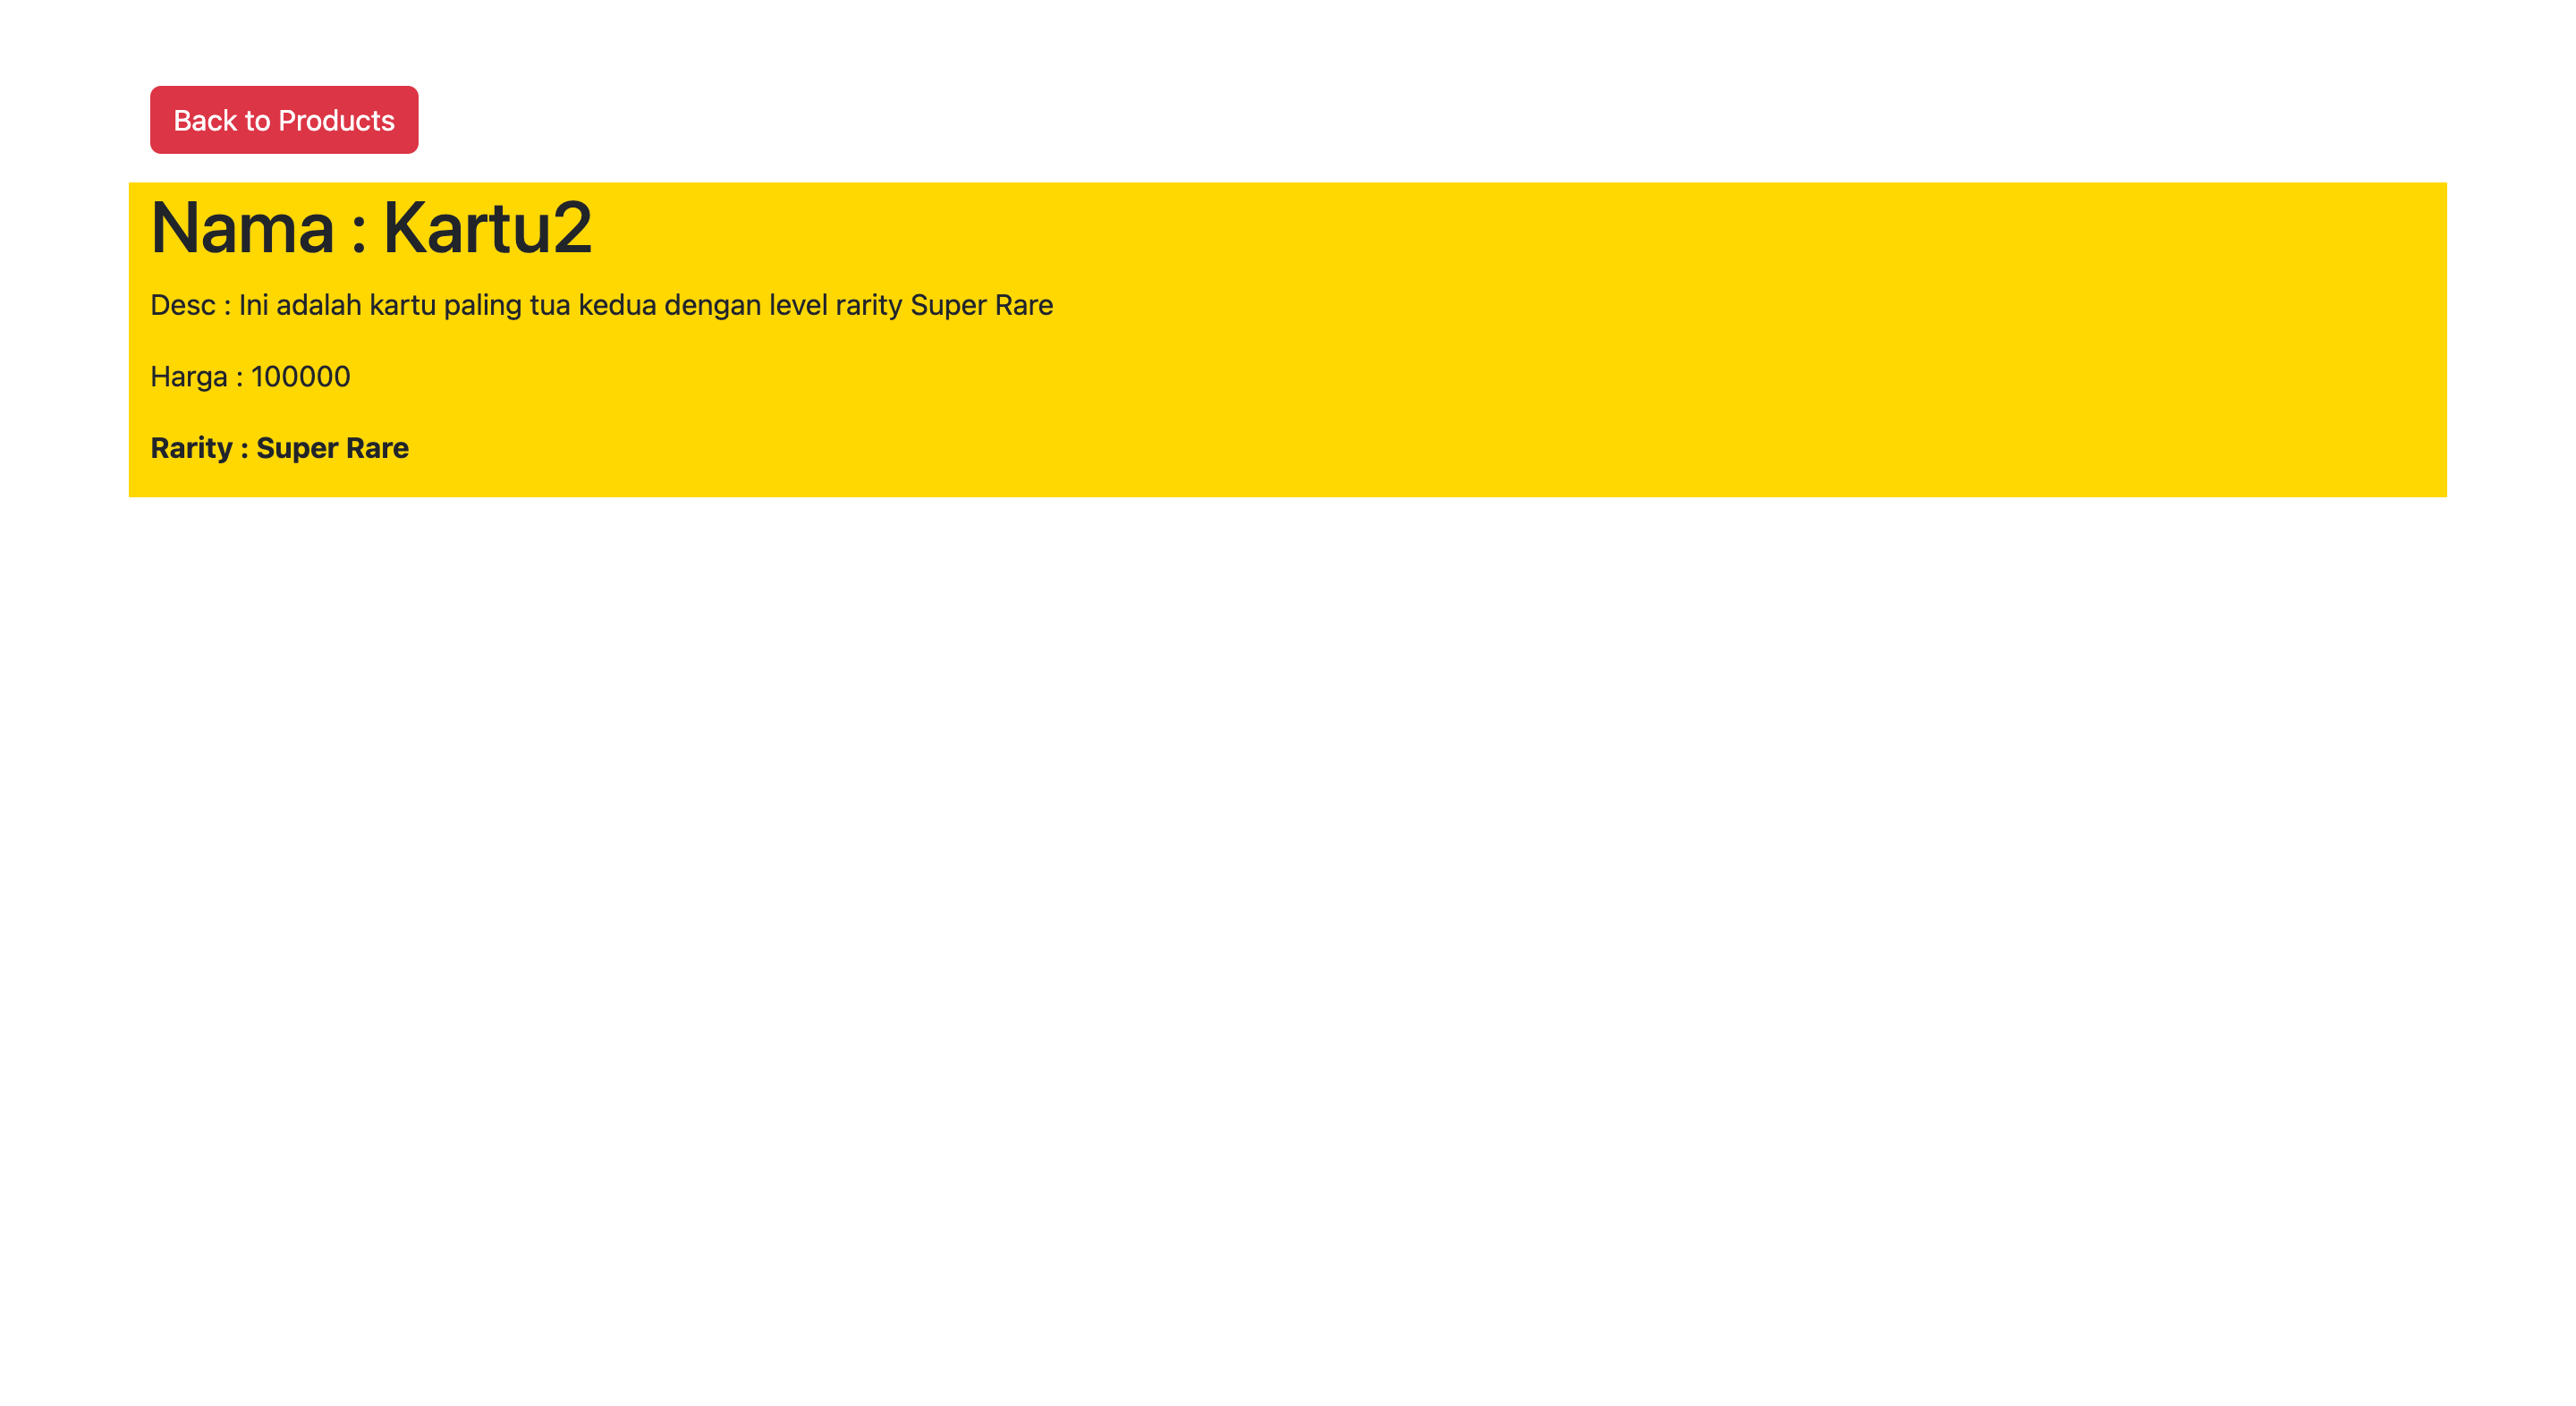 Back to Products
Nama : Kartu2
Desc : Ini adalah kartu paling tua kedua dengan level rarity Super Rare
Harga : 100000
Rarity : Super Rare